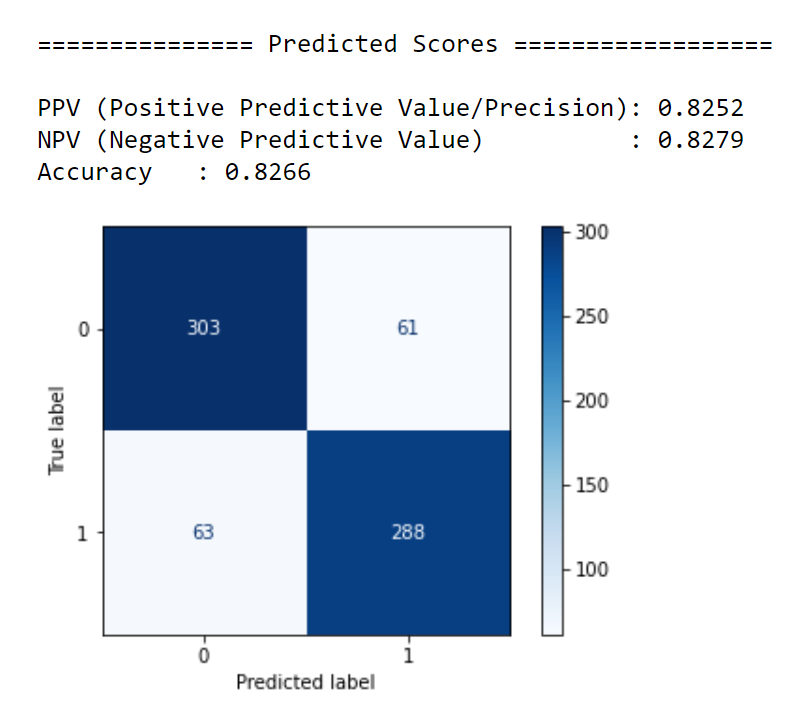 =============== Predicted Scores ==================
PPV (Positive Predictive Value/Precision): 0.8252
NPV (Negative Predictive Value)          : 0.8279
Accuracy   : 0.8266
303 61
63 288
0
1
True label
0 1
Predicted label
300
250
200
150
100